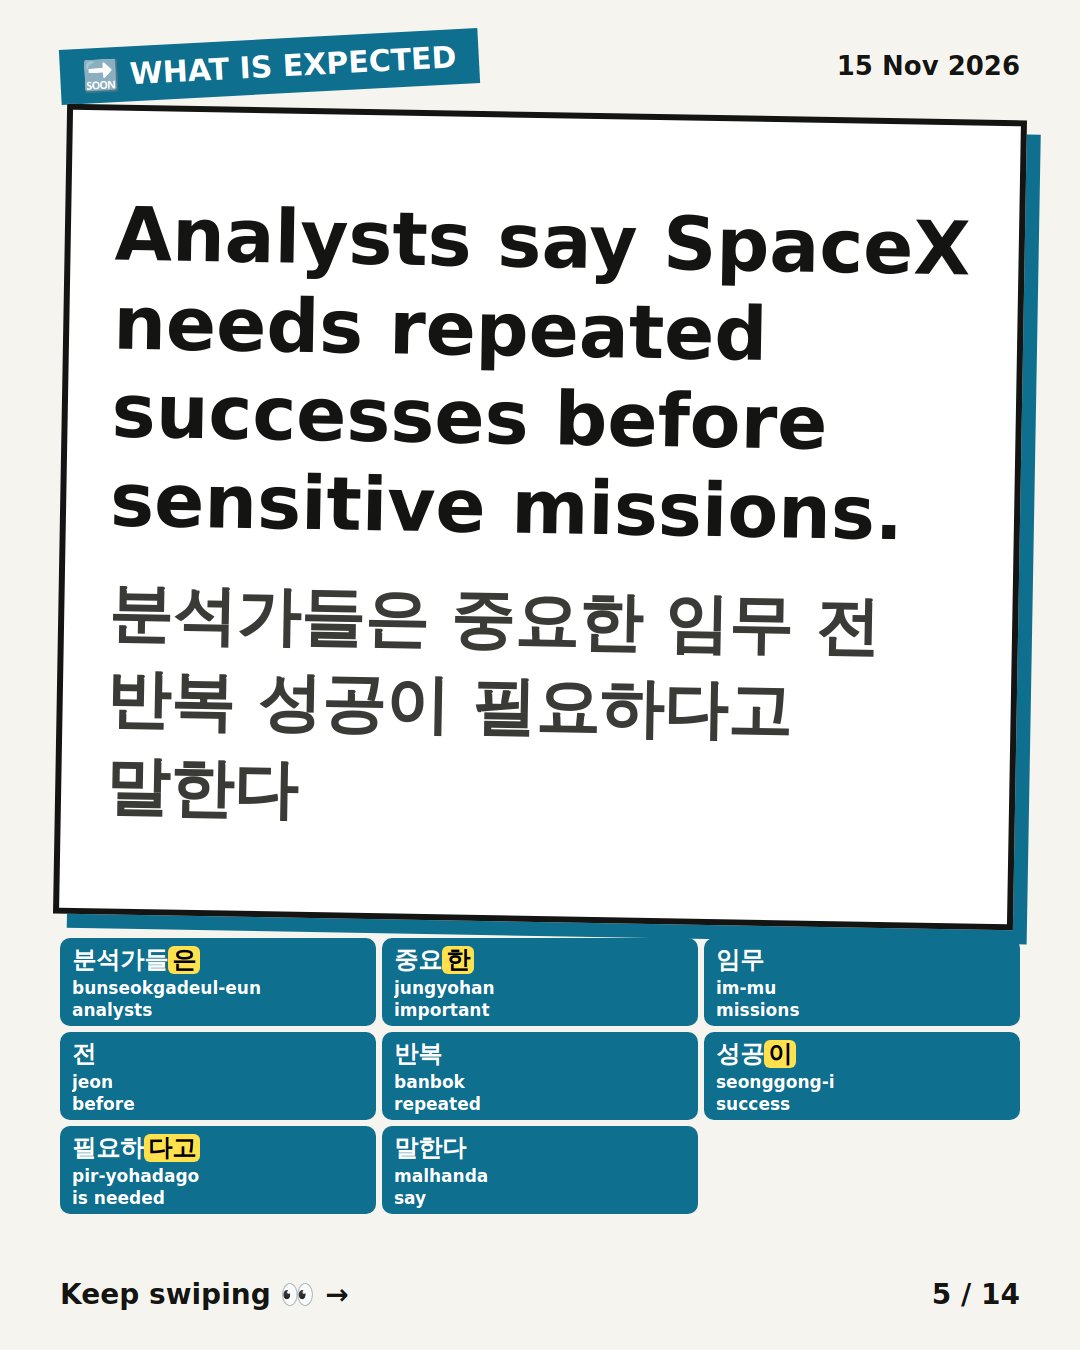 🔜 WHAT IS EXPECTED
15 Nov 2026
Analysts say SpaceX
needs repeated
successes before
sensitive missions.
분석가들은 중요한 임무 전
반복 성공이 필요하다고
말한다
분석가들은
bunseokgadeul-eun
analysts
중요한
jungyohan
important
임무
im-mu
missions
전
jeon
before
반복
banbok
repeated
성공이
seonggong-i
success
필요하다고
pir-yohadago
is needed
말한다
malhanda
say
Keep swiping 👀 →
5 / 14